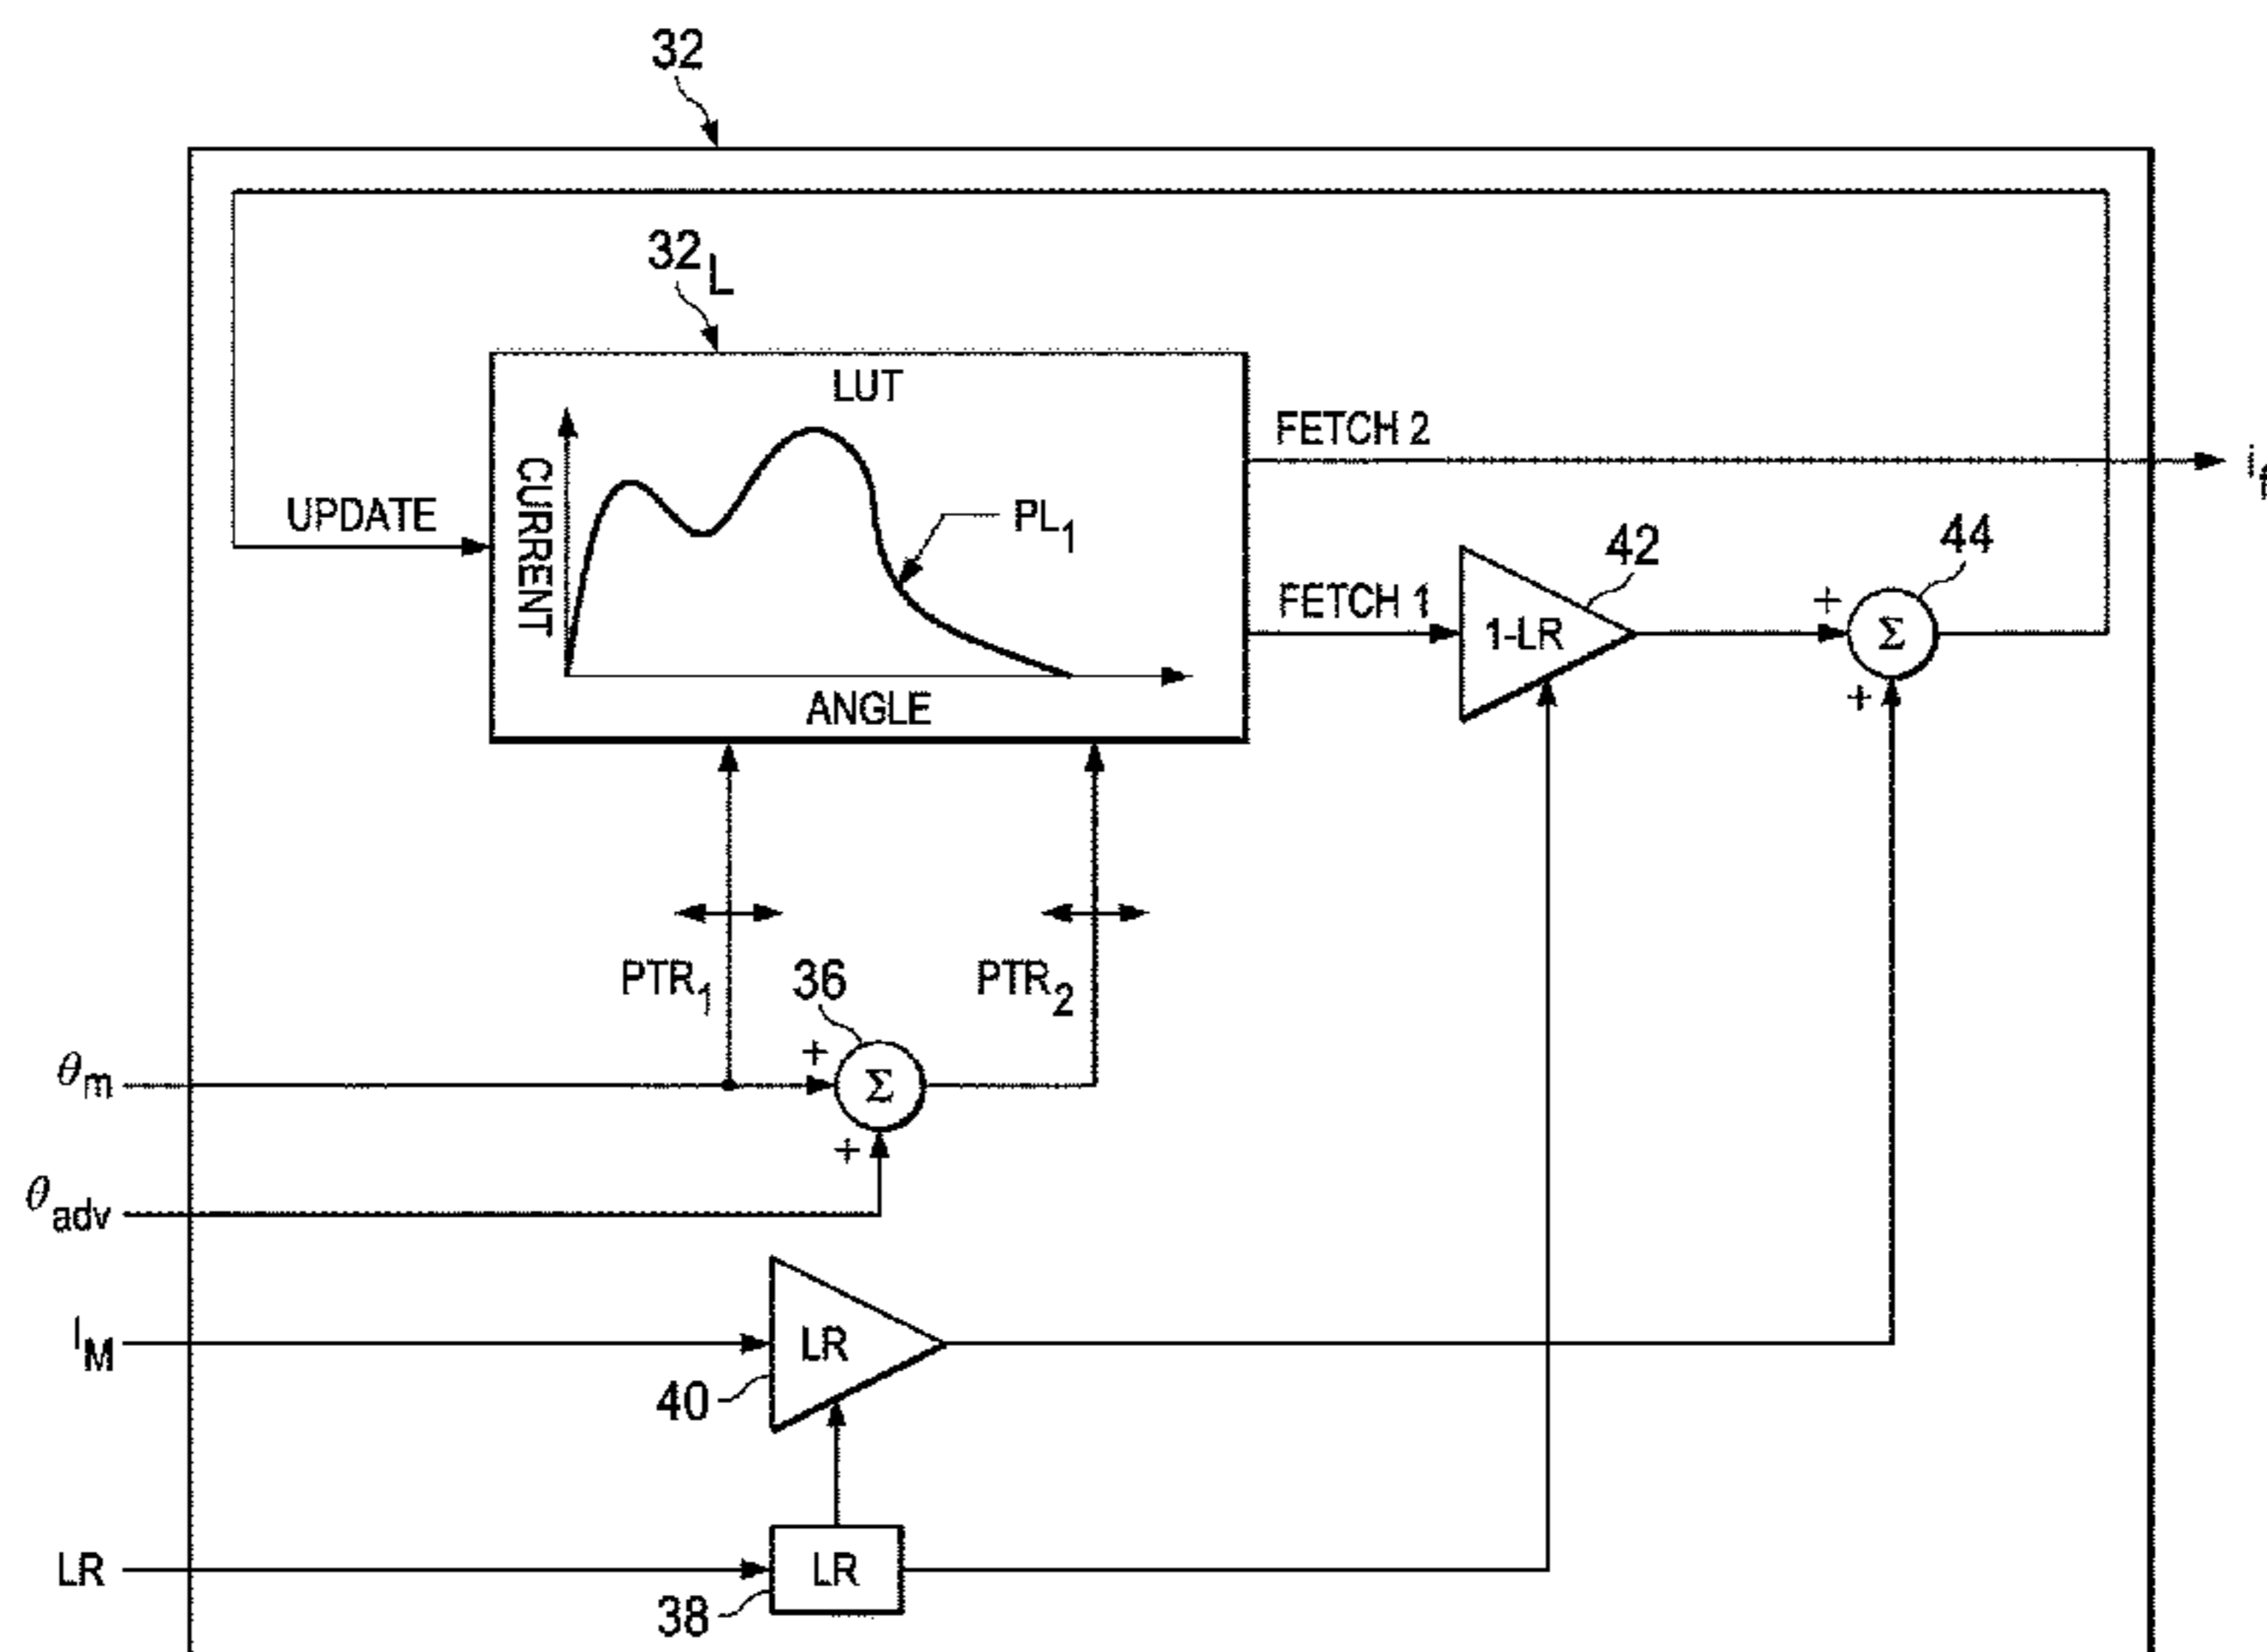 32
32L
LUT
CURRENT
ANGLE
PL1
UPDATE
FETCH 2
if
FETCH 1
1-LR
42
+
+
Σ
44
PTR1
PTR2
36
θm
+
+
Σ
θadv
IM
LR
40
LR
LR
38